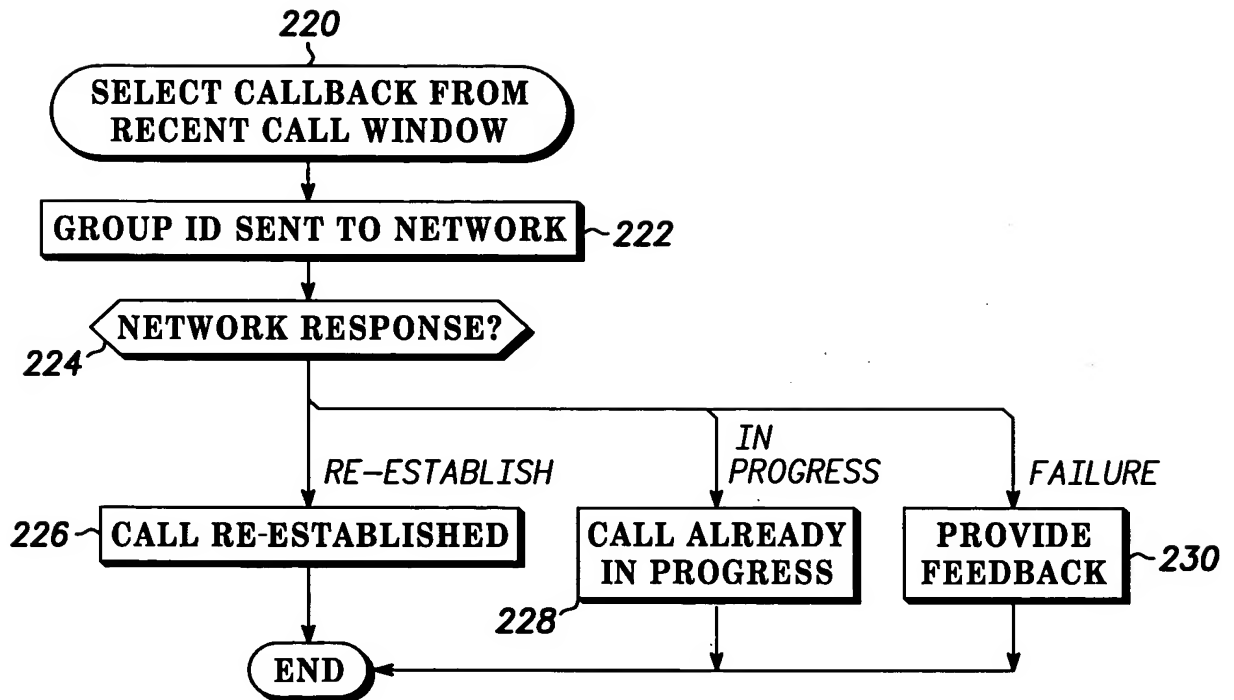 220
SELECT CALLBACK FROM
RECENT CALL WINDOW
GROUP ID SENT TO NETWORK
222
NETWORK RESPONSE?
224
RE-ESTABLISH
IN
PROGRESS
FAILURE
226
CALL RE-ESTABLISHED
CALL ALREADY
IN PROGRESS
228
PROVIDE
FEEDBACK
230
END